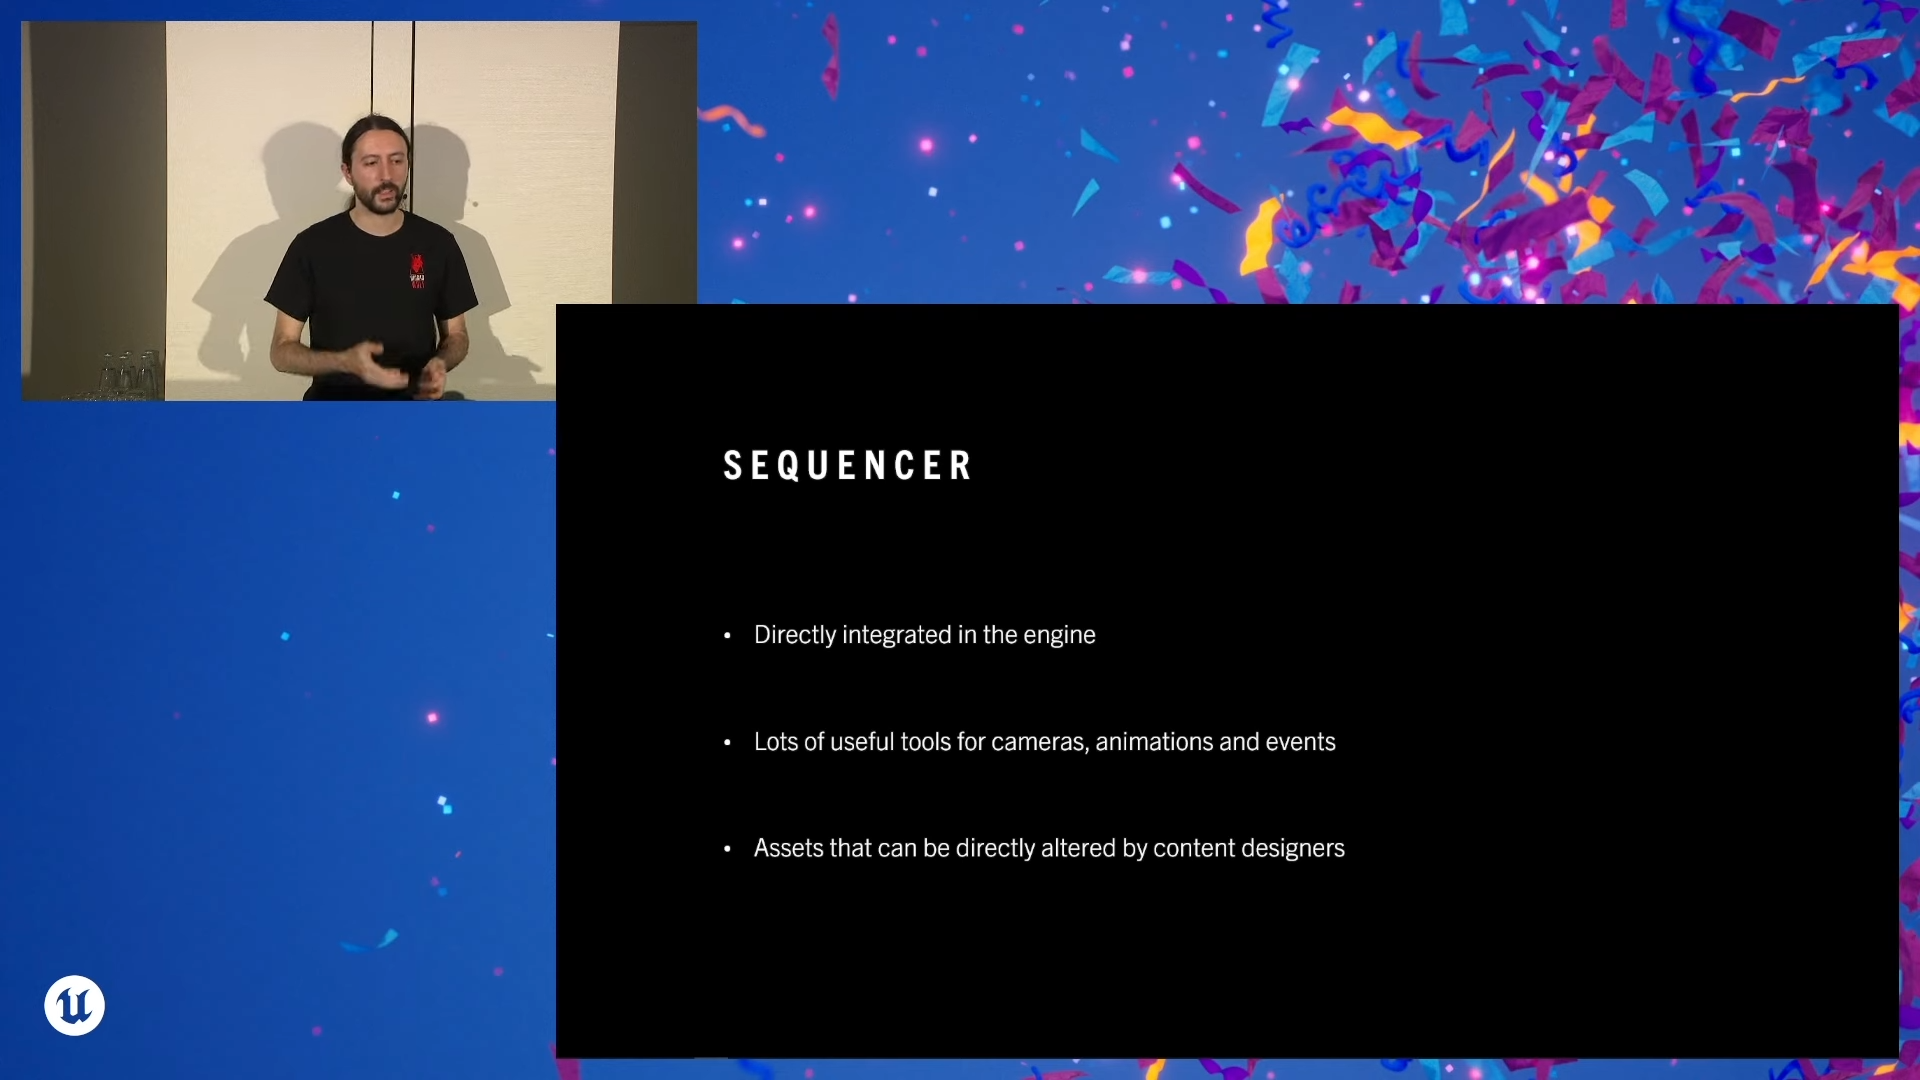 SEQUENCER
• Directly integrated in the engine
• Lots of useful tools for cameras, animations and events
• Assets that can be directly altered by content designers